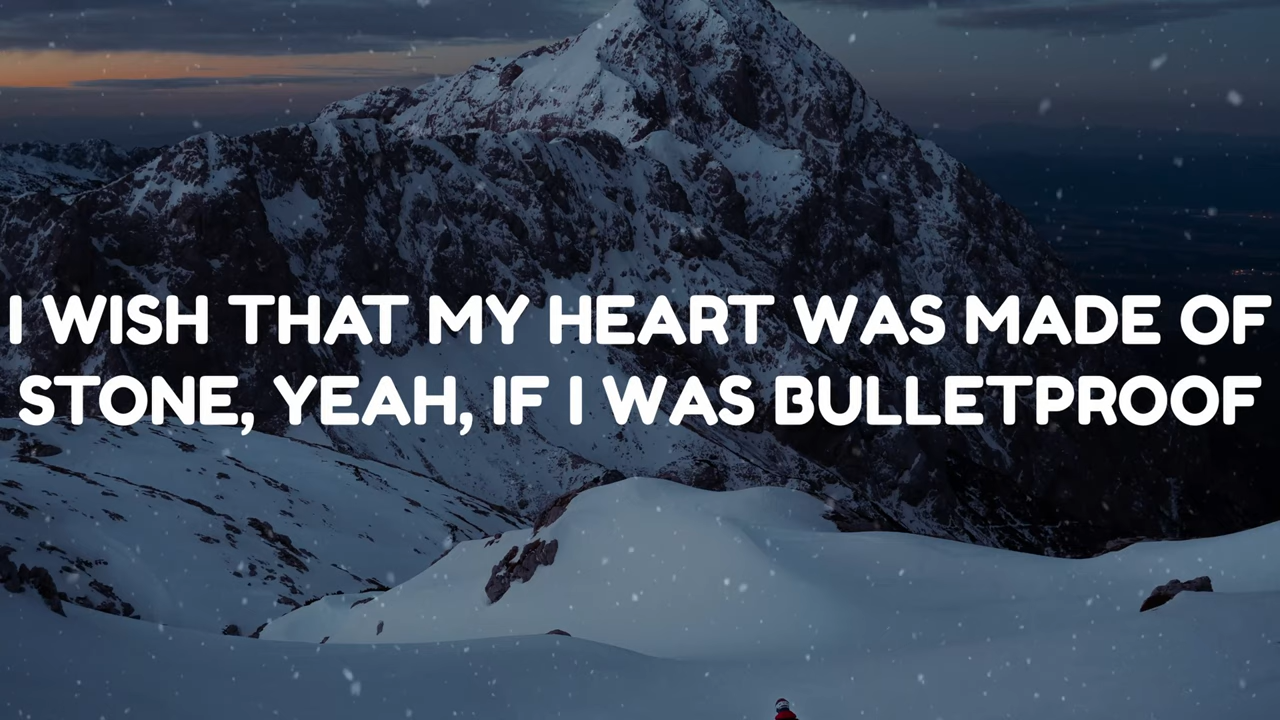 I WISH THAT MY HEART WAS MADE OF
STONE, YEAH, IF I WAS BULLETPROOF